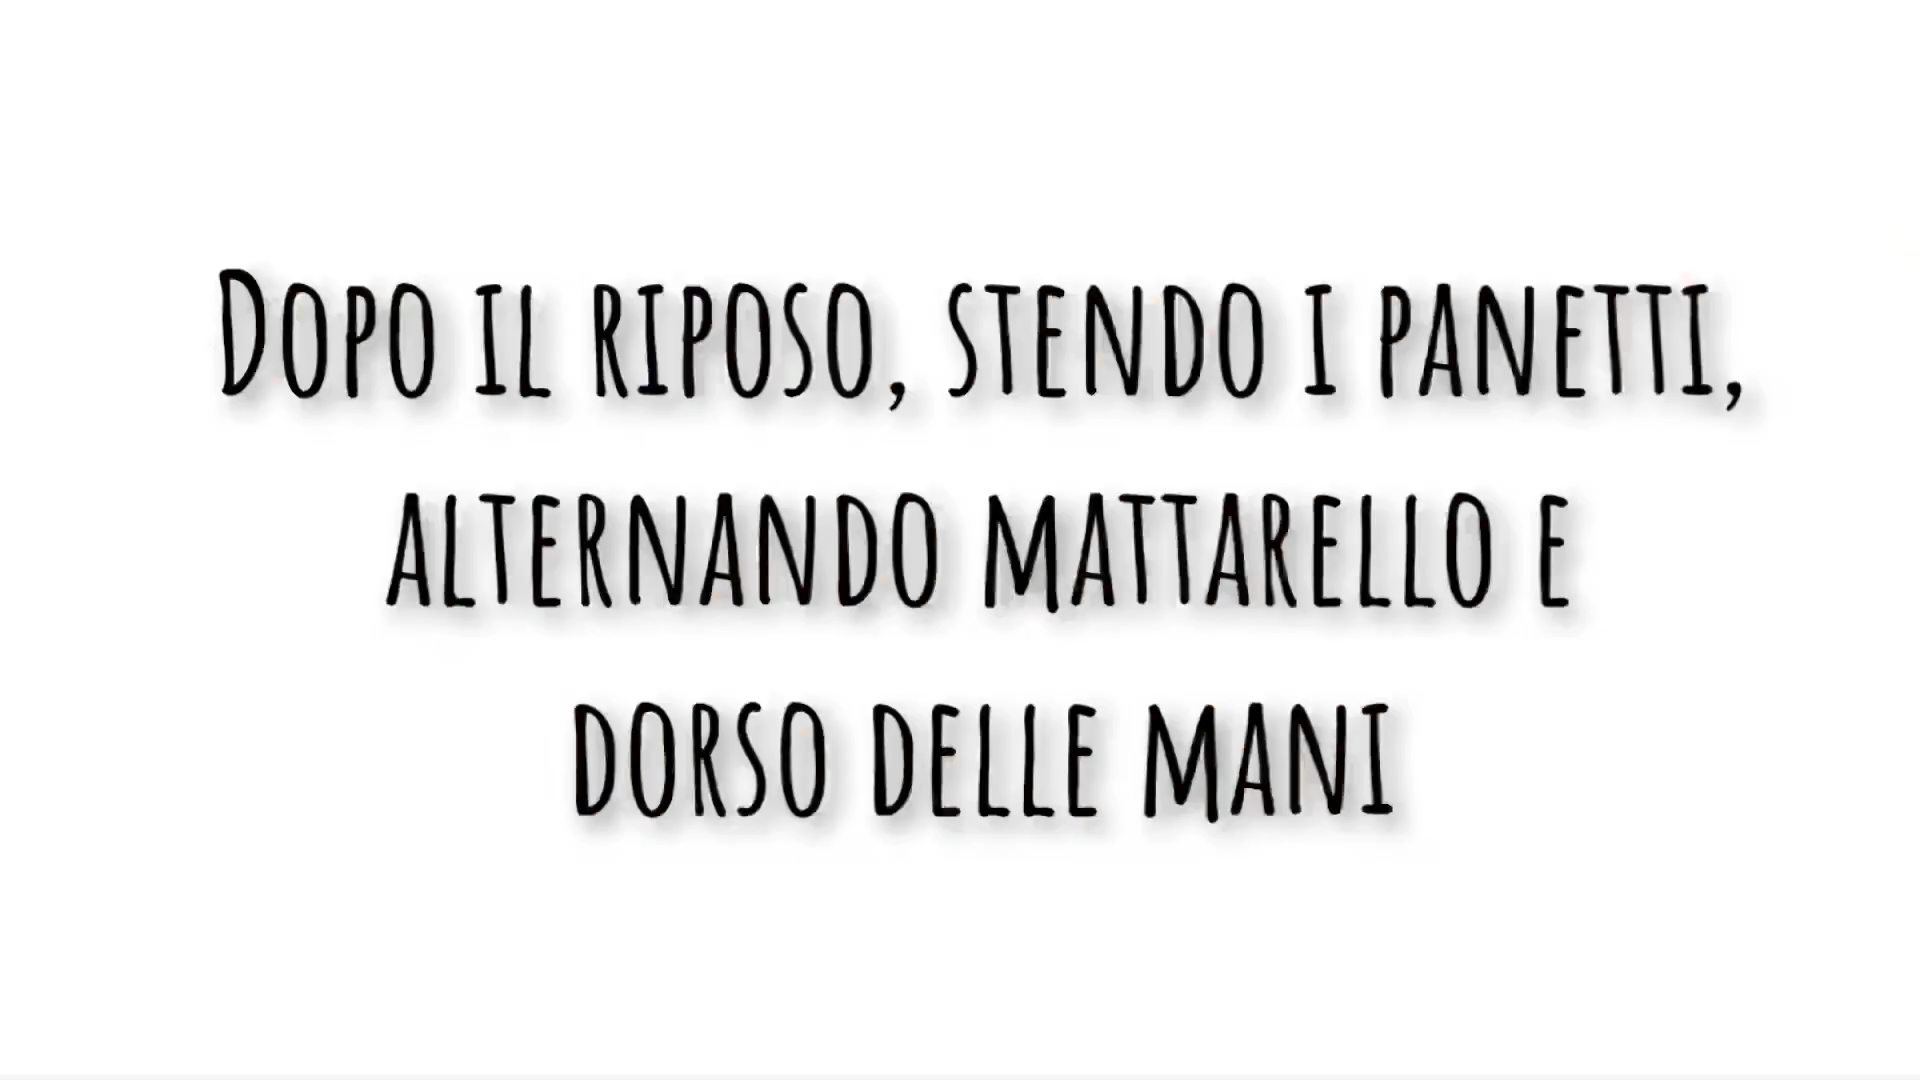 Dopo il riposo, stendo i panetti,
alternando mattarello e
dorso delle mani